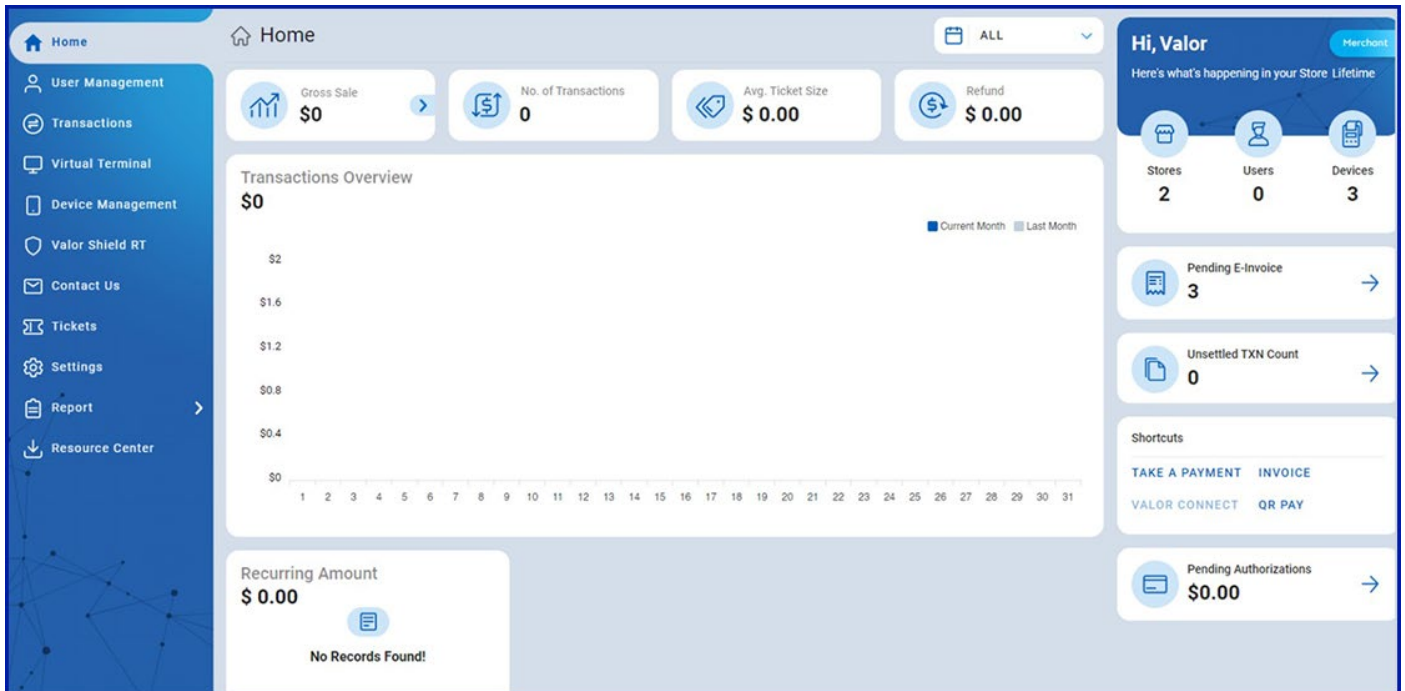 Home
User Management
Transactions
Virtual Terminal
Device Management
Valor Shield RT
Contact Us
Tickets
Settings
Report
Resource Center
Home
ALL
Gross Sale
$0
No. of Transactions
0
Avg. Ticket Size
$ 0.00
Refund
$ 0.00
Transactions Overview
$0
Current Month Last Month
$2
$1.6
$1.2
$0.8
$0.4
$0
1 2 3 4 5 6 7 8 9 10 11 12 13 14 15 16 17 18 19 20 21 22 23 24 25 26 27 28 29 30 31
Recurring Amount
$ 0.00
No Records Found!
Hi, Valor
Merchant
Here's what's happening in your Store Lifetime
Stores Users Devices
2 0 3
Pending E-Invoice
3
Unsettled TXN Count
0
Shortcuts
TAKE A PAYMENT INVOICE
VALOR CONNECT QR PAY
Pending Authorizations
$0.00